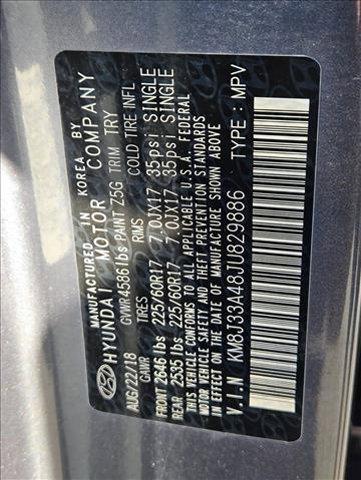 MANUFACTURED IN KOREA
BY
HYUNDAI MOTOR COMPANY
AUG/22/18 GVWR 4586lbs PAINT Z5G TRIM TRY
GAWR TIRES RIMS COLD TIRE INFL
FRONT 2646 lbs 225/60R17 7.0JX17 35psi SINGLE
REAR 2535 lbs 225/60R17 7.0JX17 35psi SINGLE
THIS VEHICLE CONFORMS TO ALL APPLICABLE U.S.A. FEDERAL
MOTOR VEHICLE SAFETY AND THEFT PREVENTION STANDARDS
IN EFFECT ON THE DATE OF MANUFACTURE SHOWN ABOVE
V.I.N : KM8J33A48JU829886 TYPE : MPV